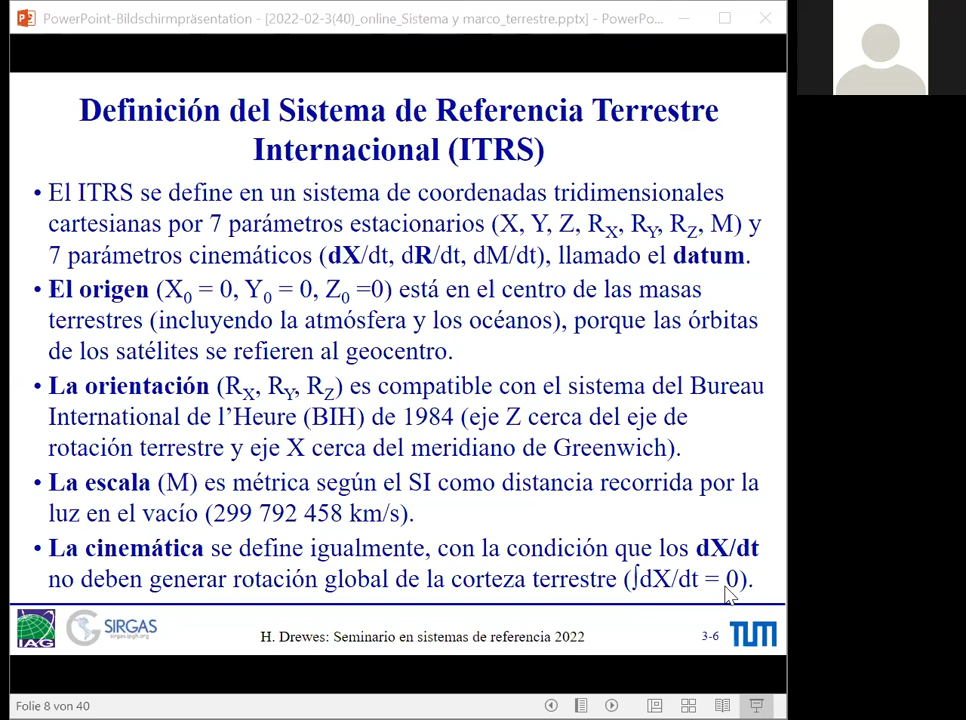 PowerPoint-Bildschirmpräsentation - [2022-02-3(40)_online_Sistema y marco_terrestre.pptx] - PowerPo...
Definición del Sistema de Referencia Terrestre
Internacional (ITRS)
• El ITRS se define en un sistema de coordenadas tridimensionales
cartesianas por 7 parámetros estacionarios (X, Y, Z, RX, RY, RZ, M) y
7 parámetros cinemáticos (dX/dt, dR/dt, dM/dt), llamado el datum.
• El origen (X0 = 0, Y0 = 0, Z0 =0) está en el centro de las masas
terrestres (incluyendo la atmósfera y los océanos), porque las órbitas
de los satélites se refieren al geocentro.
• La orientación (RX, RY, RZ) es compatible con el sistema del Bureau
International de l’Heure (BIH) de 1984 (eje Z cerca del eje de
rotación terrestre y eje X cerca del meridiano de Greenwich).
• La escala (M) es métrica según el SI como distancia recorrida por la
luz en el vacío (299 792 458 km/s).
• La cinemática se define igualmente, con la condición que los dX/dt
no deben generar rotación global de la corteza terrestre (∫dX/dt = 0).
IAG
SIRGAS
sirgas.ipgh.org
H. Drewes: Seminario en sistemas de referencia 2022
3-6
TUM
Folie 8 von 40